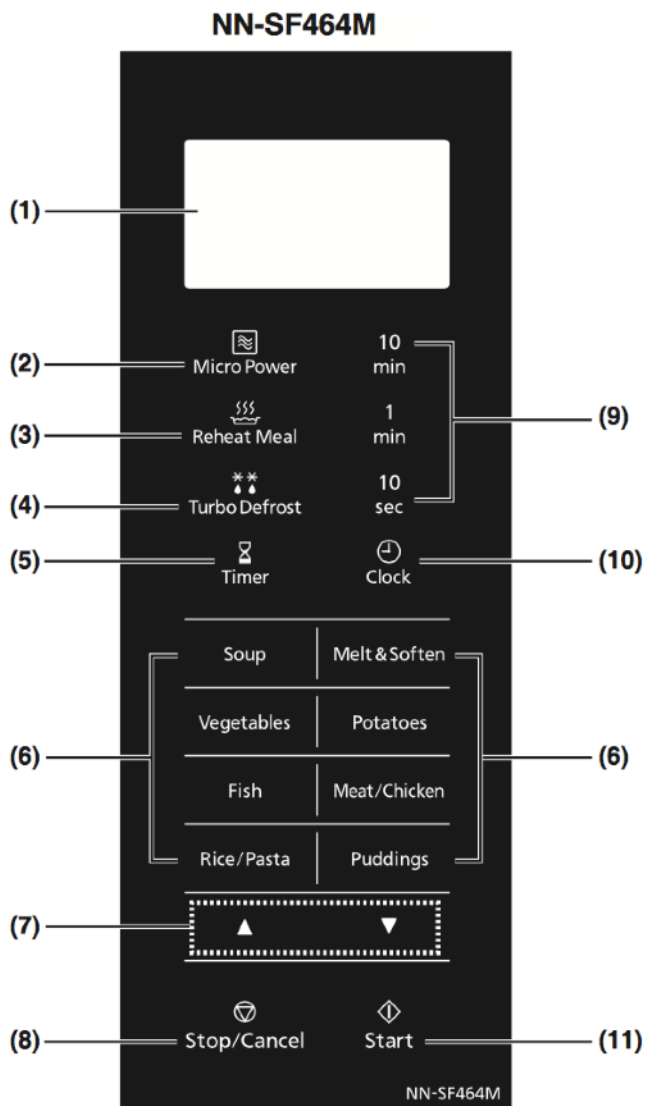 NN-SF464M
(1)
(2) Micro Power 10 min
(3) Reheat Meal 1 min (9)
(4) Turbo Defrost 10 sec
(5) Timer Clock (10)
Soup Melt & Soften
Vegetables Potatoes
(6) Fish Meat/Chicken (6)
Rice/Pasta Puddings
(7) ▲ ▼
(8) Stop/Cancel Start (11)
NN-SF464M